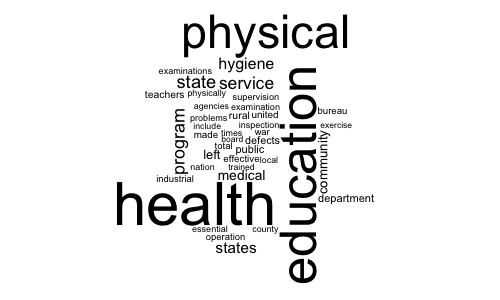 physical
hygiene
examinations
state service
teachers physically
supervision
agencies examination
problems rural united
bureau
include inspection exercise
made times war
board defects
total public
program
left
effective local
nation trained
medical
industrial
community
education
health
department
essential county
operation
states